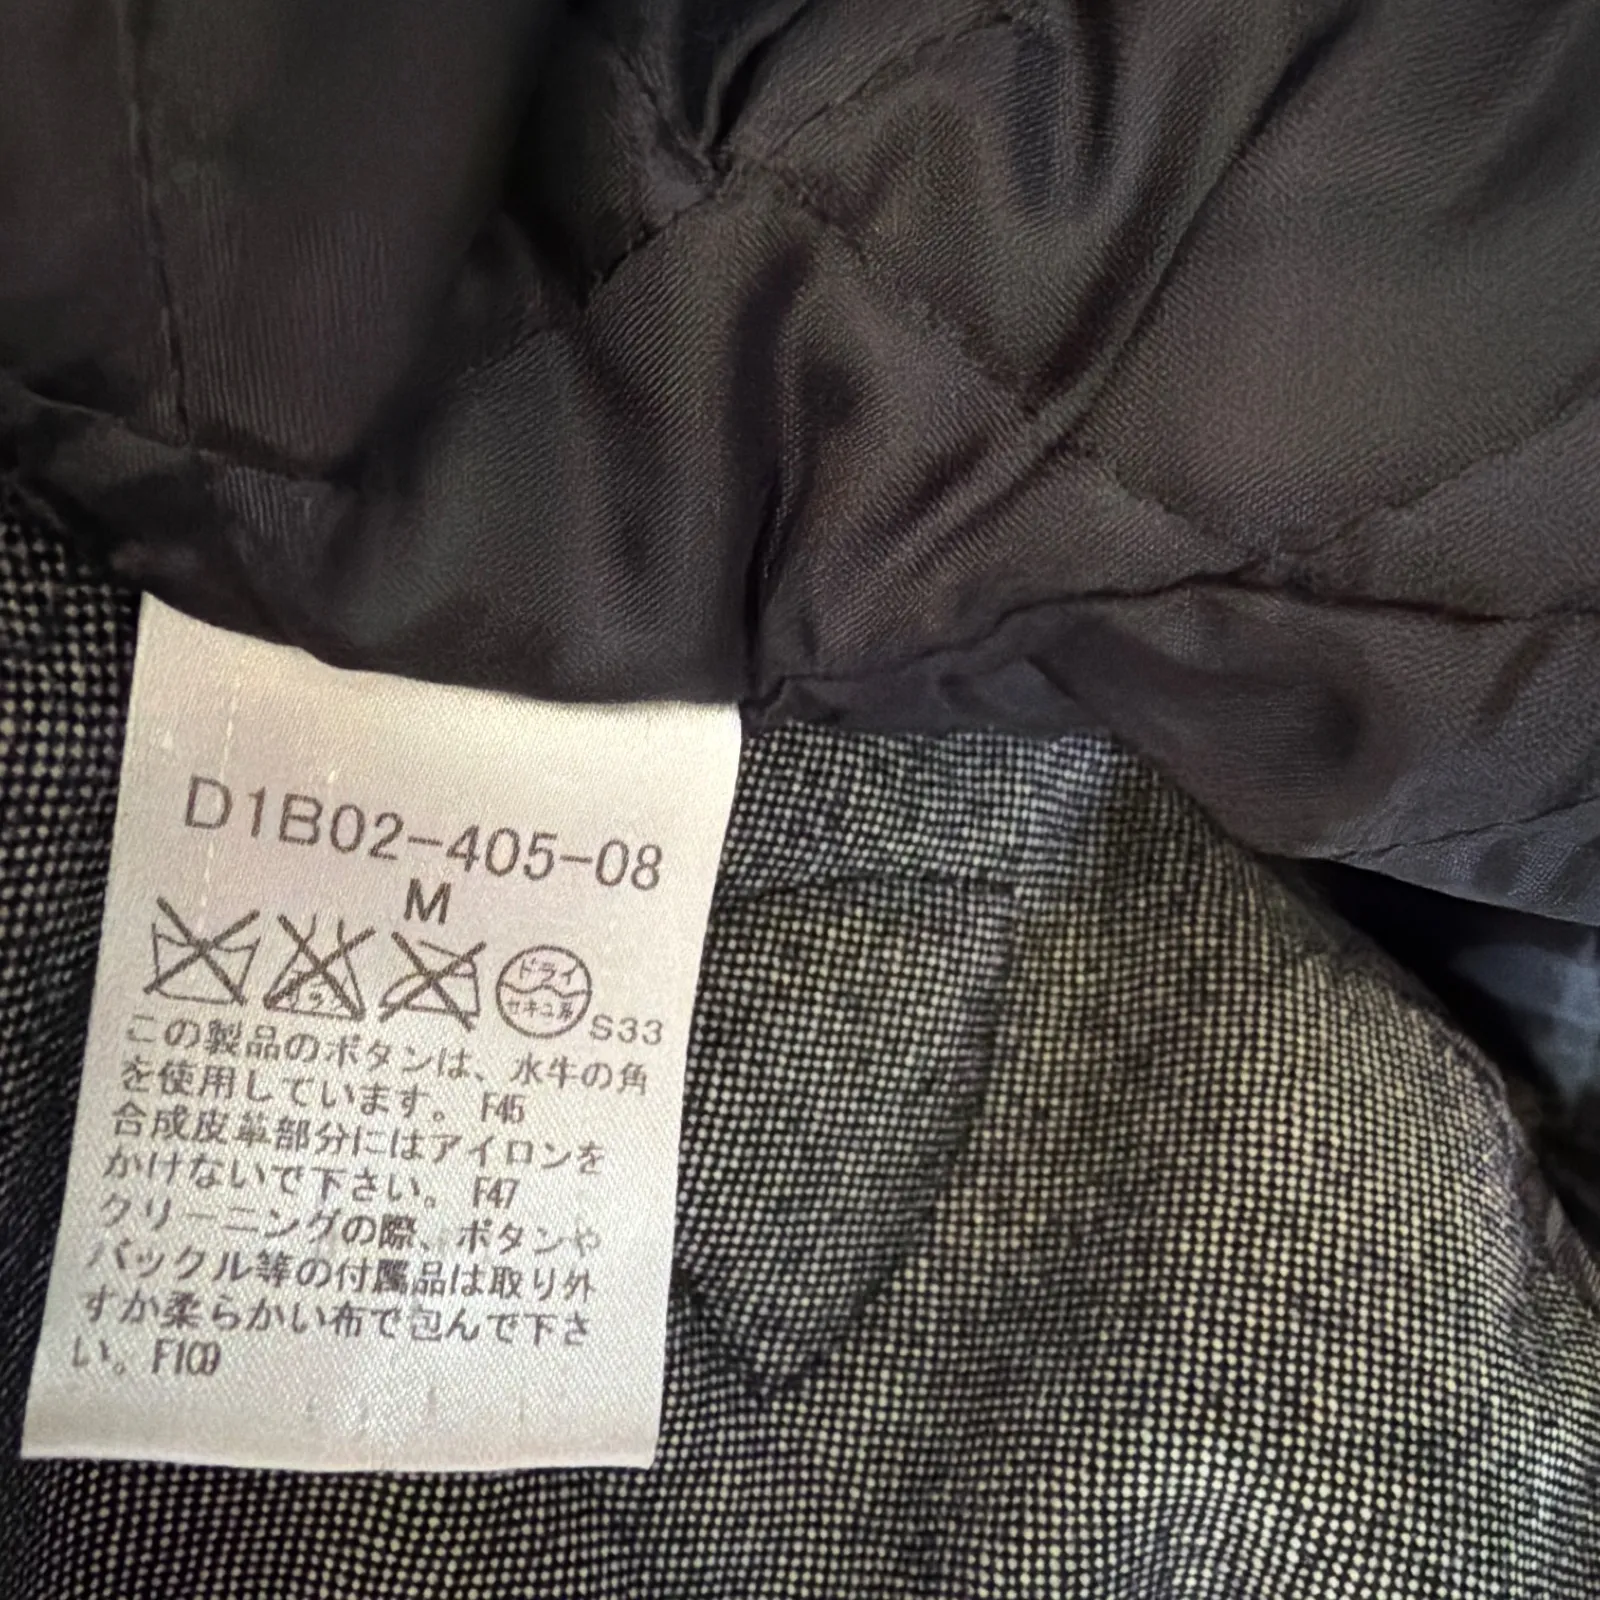 D1B02-405-08
M
ドライ
セキユ系
S33
この製品のボタンは、水牛の角
を使用しています。 F45
合成皮革部分にはアイロンを
かけないで下さい。 F47
クリーニングの際、ボタンや
バックル等の付属品は取り外
すか柔らかい布で包んで下さ
い。F109